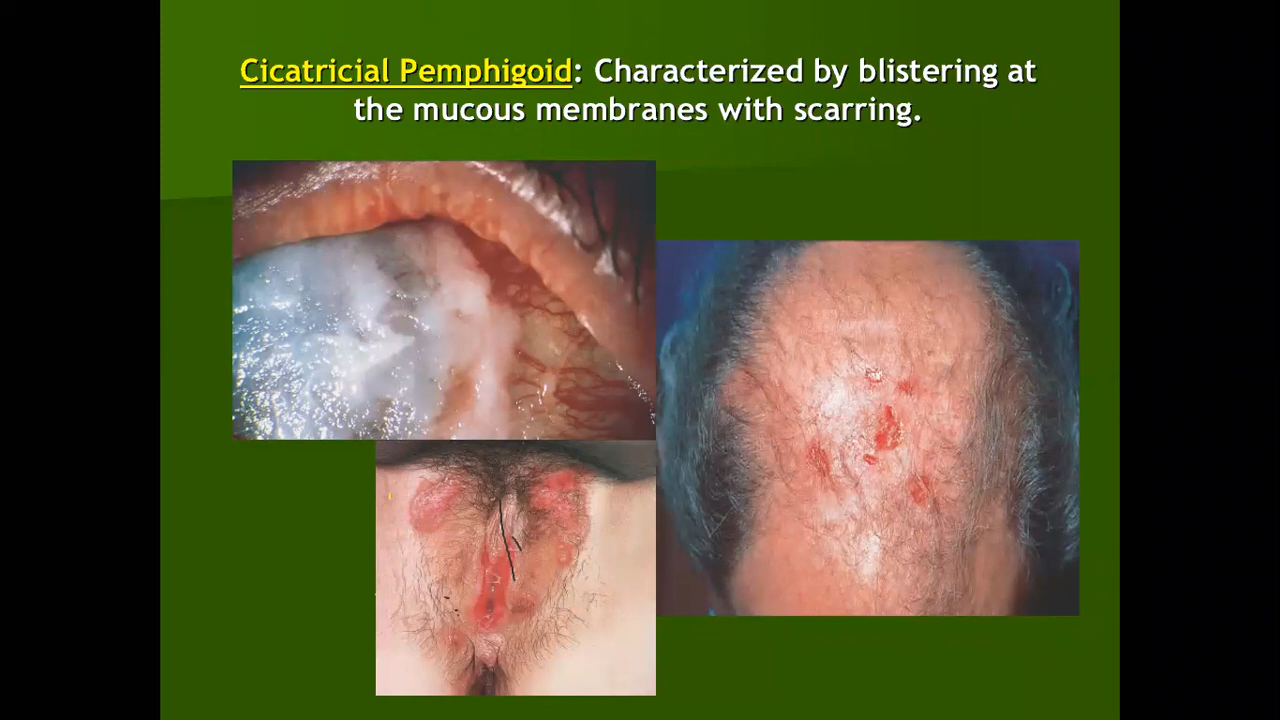 Cicatricial Pemphigoid: Characterized by blistering at
the mucous membranes with scarring.